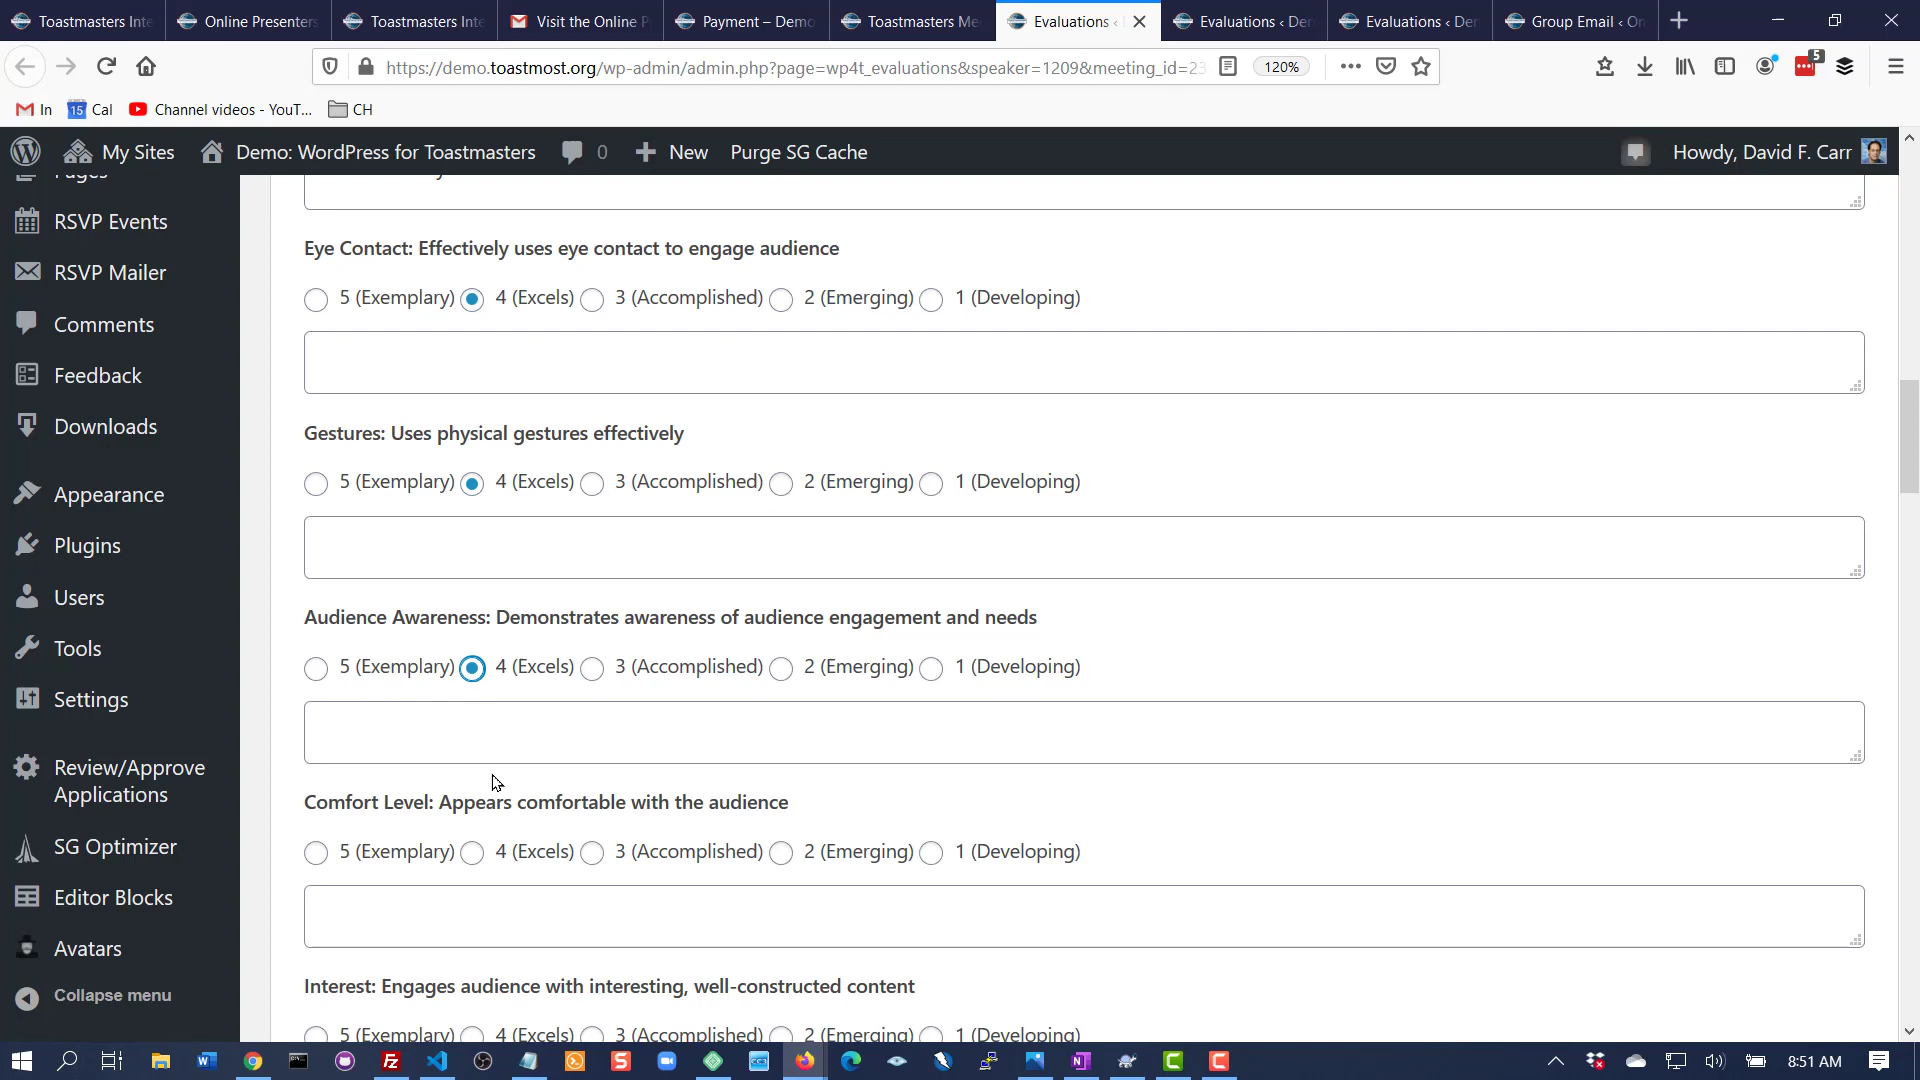 Toastmasters Inte
Online Presenters
Toastmasters Inte
Visit the Online P
Payment – Demo
Toastmasters Me
Evaluations ‹
Evaluations ‹ De
Evaluations ‹ De
Group Email ‹ On
https://demo.toastmost.org/wp-admin/admin.php?page=wp4t_evaluations&speaker=1209&meeting_id=23
120%
5
In
15
Cal
Channel videos - YouT...
CH
My Sites
Demo: WordPress for Toastmasters
0
New
Purge SG Cache
Howdy, David F. Carr
Pages
RSVP Events
RSVP Mailer
Comments
Feedback
Downloads
Appearance
Plugins
Users
Tools
Settings
Review/Approve
Applications
SG Optimizer
Editor Blocks
Avatars
Collapse menu
Eye Contact: Effectively uses eye contact to engage audience
5 (Exemplary) 4 (Excels) 3 (Accomplished) 2 (Emerging) 1 (Developing)
Gestures: Uses physical gestures effectively
5 (Exemplary) 4 (Excels) 3 (Accomplished) 2 (Emerging) 1 (Developing)
Audience Awareness: Demonstrates awareness of audience engagement and needs
5 (Exemplary) 4 (Excels) 3 (Accomplished) 2 (Emerging) 1 (Developing)
Comfort Level: Appears comfortable with the audience
5 (Exemplary) 4 (Excels) 3 (Accomplished) 2 (Emerging) 1 (Developing)
Interest: Engages audience with interesting, well-constructed content
5 (Exemplary) 4 (Excels) 3 (Accomplished) 2 (Emerging) 1 (Developing)
8:51 AM